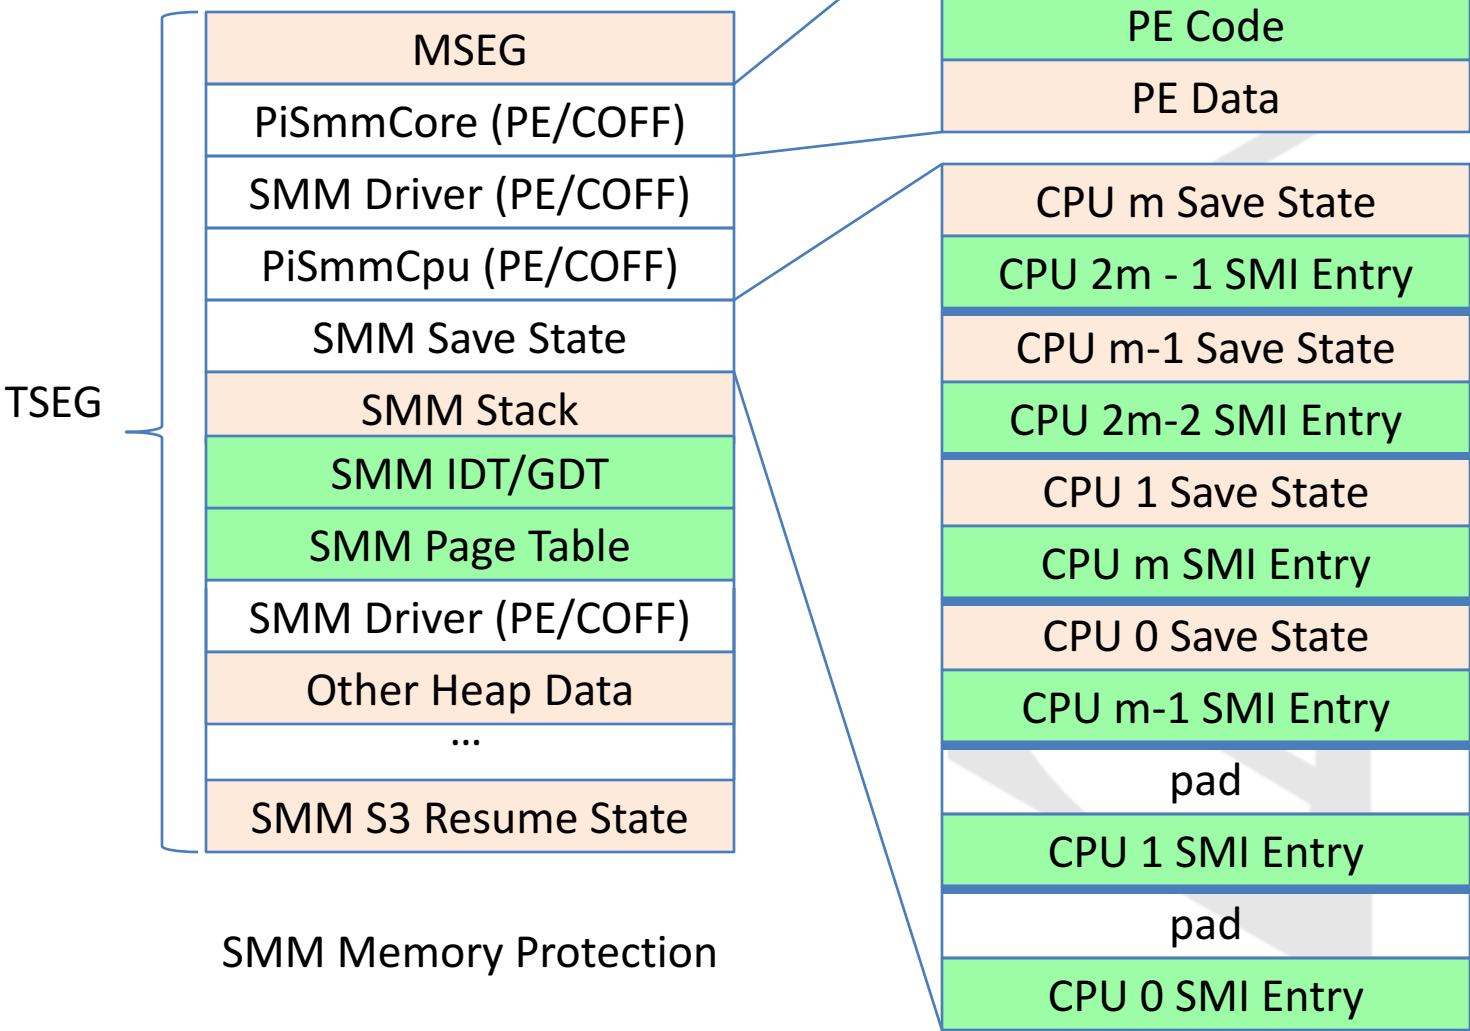 TSEG
MSEG
PiSmmCore (PE/COFF)
SMM Driver (PE/COFF)
PiSmmCpu (PE/COFF)
SMM Save State
SMM Stack
SMM IDT/GDT
SMM Page Table
SMM Driver (PE/COFF)
Other Heap Data
...
SMM S3 Resume State
SMM Memory Protection
PE Code
PE Data
CPU m Save State
CPU 2m - 1 SMI Entry
CPU m-1 Save State
CPU 2m-2 SMI Entry
CPU 1 Save State
CPU m SMI Entry
CPU 0 Save State
CPU m-1 SMI Entry
pad
CPU 1 SMI Entry
pad
CPU 0 SMI Entry